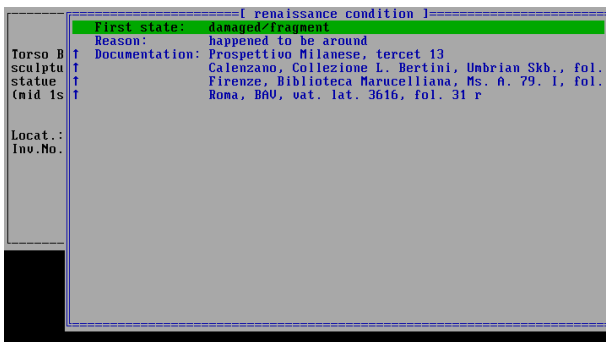 [ renaissance condition ]
First state: damaged/fragment
Reason: happened to be around
Torso B ↑ Documentation: Prospettivo Milanese, tercet 13
sculptu ↑ Calenzano, Collezione L. Bertini, Umbrian Skb., fol.
statue ↑ Firenze, Biblioteca Marucelliana, Ms. A. 79. I, fol.
(mid 1s ↑ Roma, BAV, vat. lat. 3616, fol. 31 r
Locat.:
Inv.No.